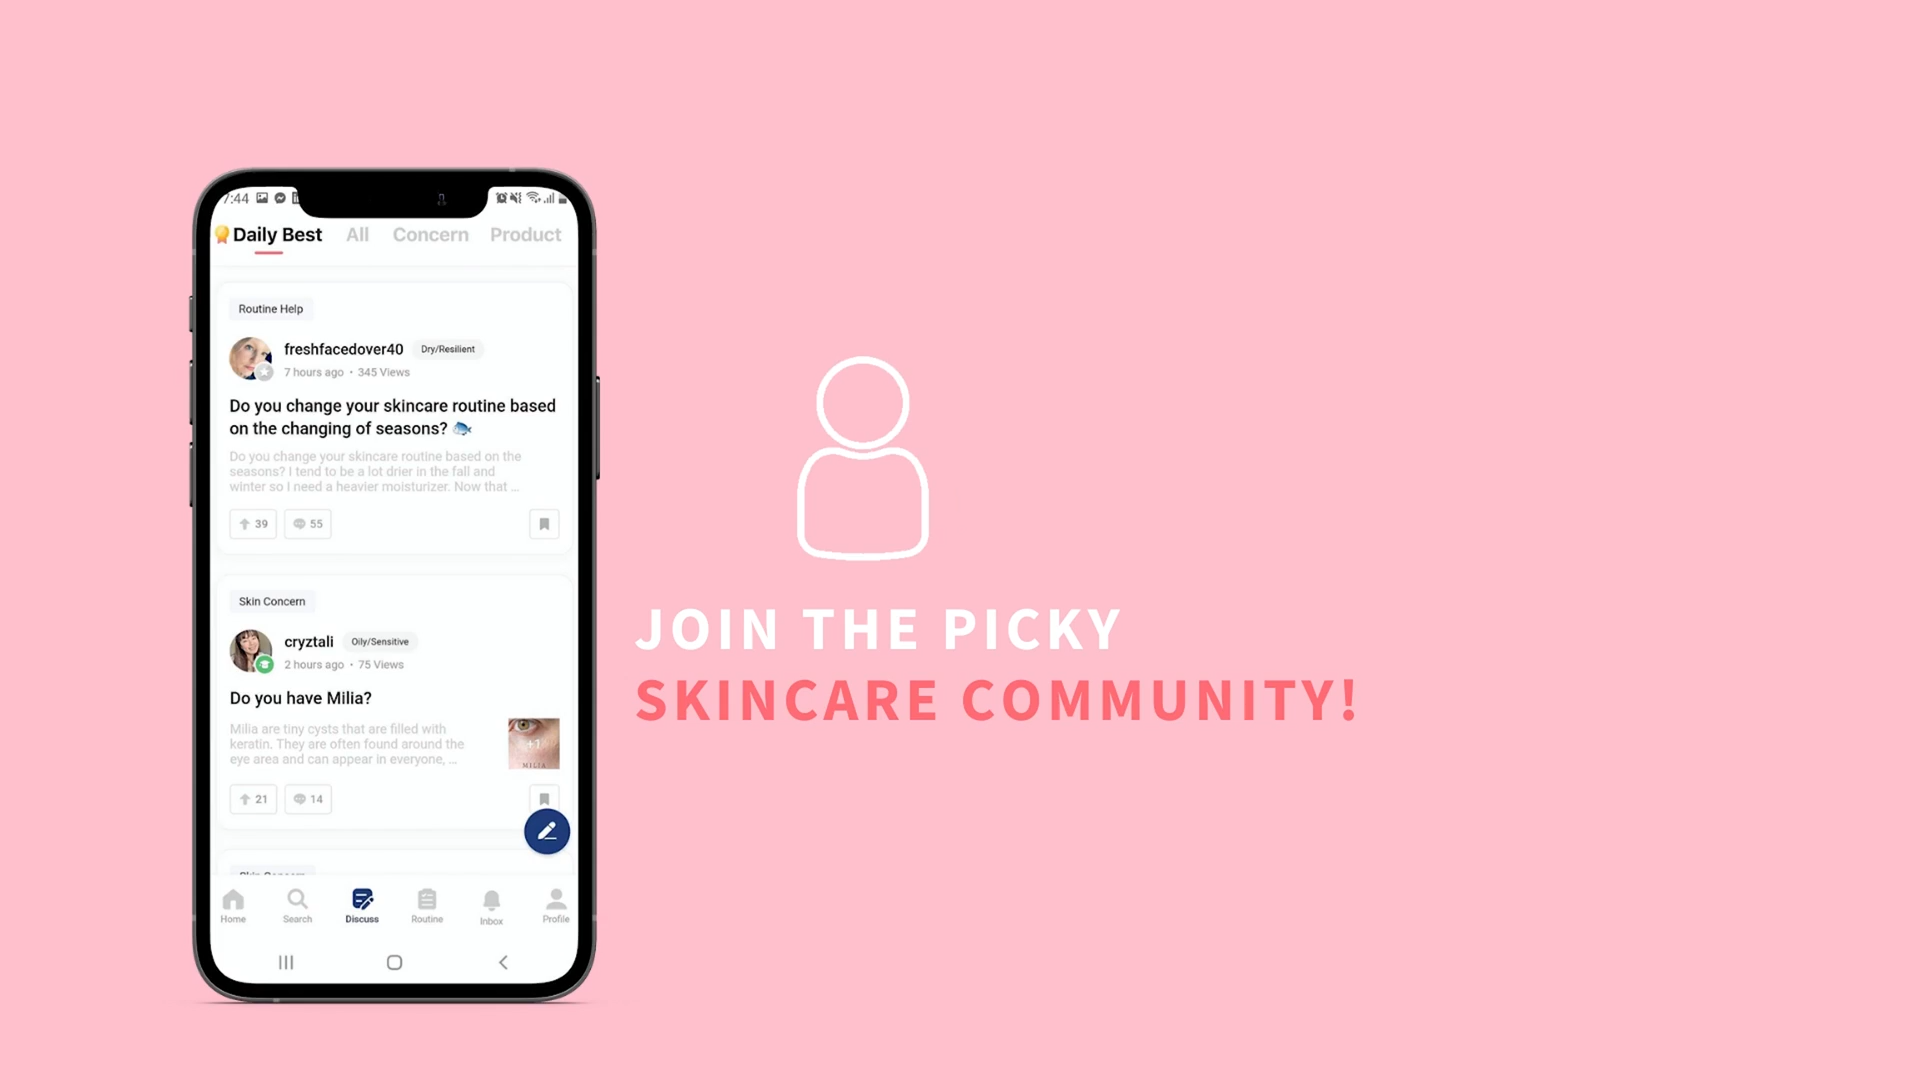 7:44
Daily Best All Concern Product
Routine Help
freshfacedover40 Dry/Resilient
7 hours ago • 345 Views
Do you change your skincare routine based
on the changing of seasons? 🐟
Do you change your skincare routine based on the
seasons? I tend to be a lot drier in the fall and
winter so I need a heavier moisturizer. Now that ...
39 55
Skin Concern
cryztali Oily/Sensitive
2 hours ago • 75 Views
Do you have Milia?
Milia are tiny cysts that are filled with
keratin. They are often found around the
eye area and can appear in everyone, ...
+1
MILIA
21 14
Skin Concern
Home Search Discuss Routine Inbox Profile
JOIN THE PICKY
SKINCARE COMMUNITY!